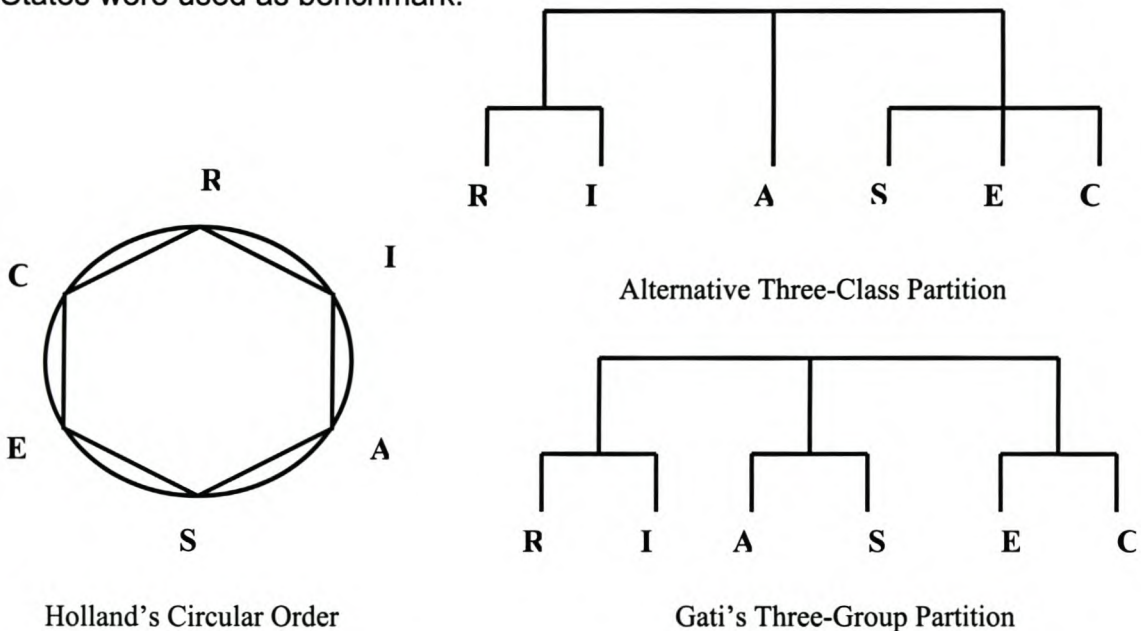 States were used as benchmark.
R I A S E C
Alternative Three-Class Partition
R
I
C
E
A
S
Holland's Circular Order
R I A S E C
Gati's Three-Group Partition